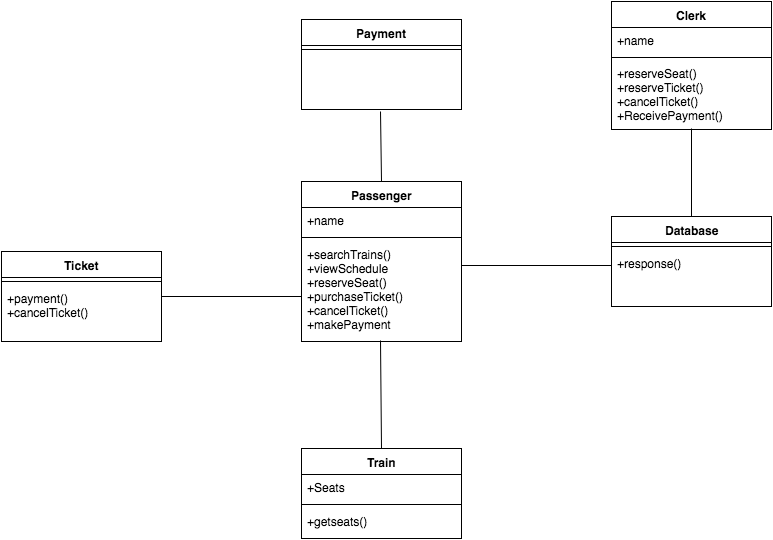 Payment
Clerk
+name
+reserveSeat()
+reserveTicket()
+cancelTicket()
+ReceivePayment()
Passenger
+name
+searchTrains()
+viewSchedule
+reserveSeat()
+purchaseTicket()
+cancelTicket()
+makePayment
Database
+response()
Ticket
+payment()
+cancelTicket()
Train
+Seats
+getseats()